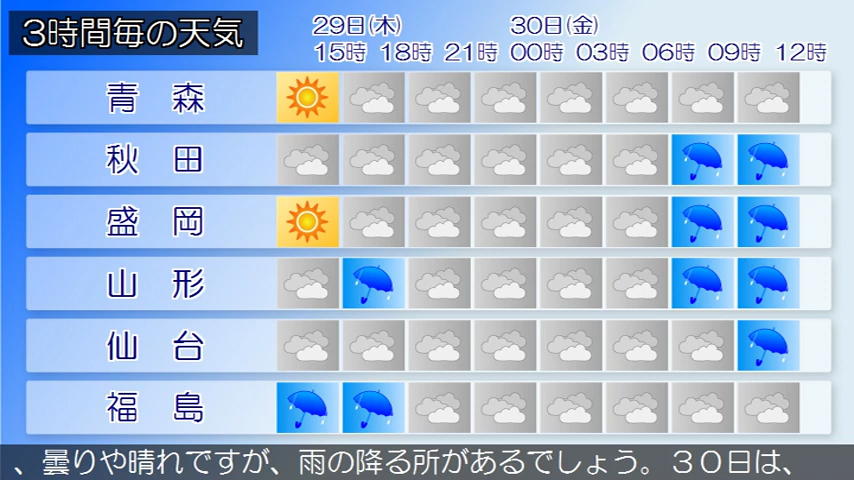 3時間毎の天気
29日(木) 30日(金)
15時 18時 21時 00時 03時 06時 09時 12時
青森
秋田
盛岡
山形
仙台
福島
、曇りや晴れですが、雨の降る所があるでしょう。３０日は、